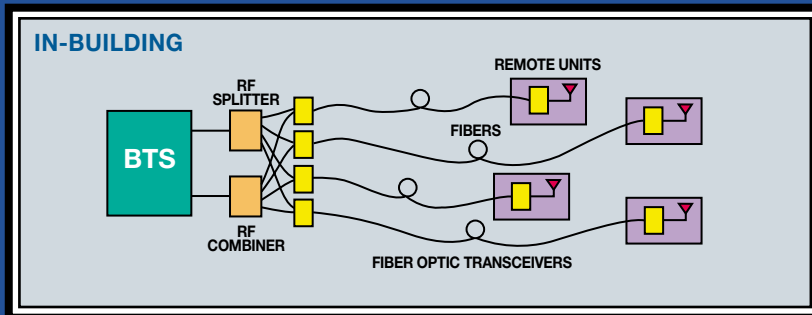 IN-BUILDING
REMOTE UNITS
RF
SPLITTER
FIBERS
BTS
RF
COMBINER
FIBER OPTIC TRANSCEIVERS